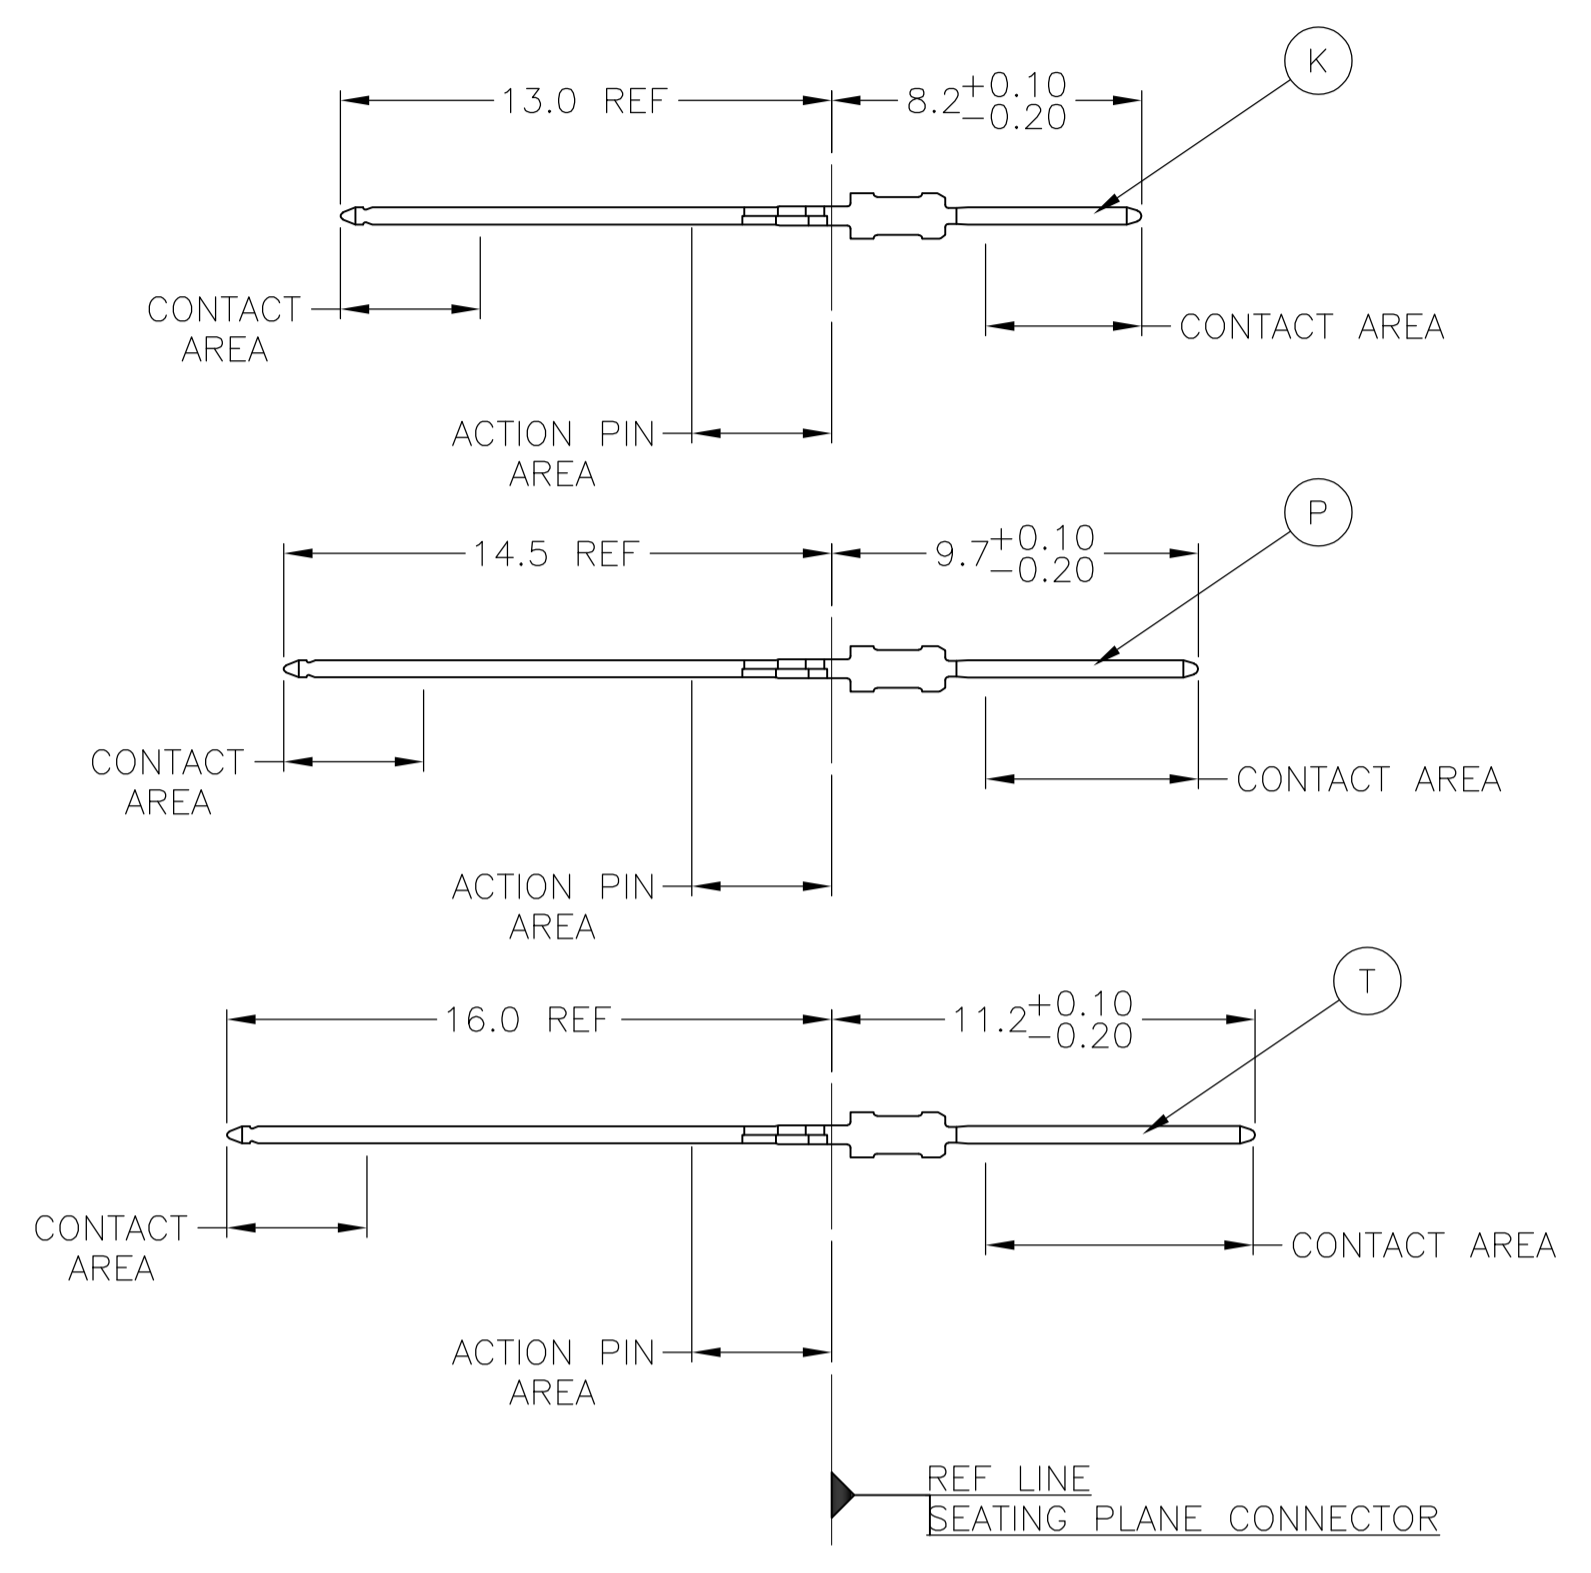 K
13.0 REF
8.2 +0.10
-0.20
CONTACT
AREA
CONTACT AREA
ACTION PIN
AREA
P
14.5 REF
9.7 +0.10
-0.20
CONTACT
AREA
CONTACT AREA
ACTION PIN
AREA
T
16.0 REF
11.2 +0.10
-0.20
CONTACT
AREA
CONTACT AREA
ACTION PIN
AREA
REF LINE
SEATING PLANE CONNECTOR